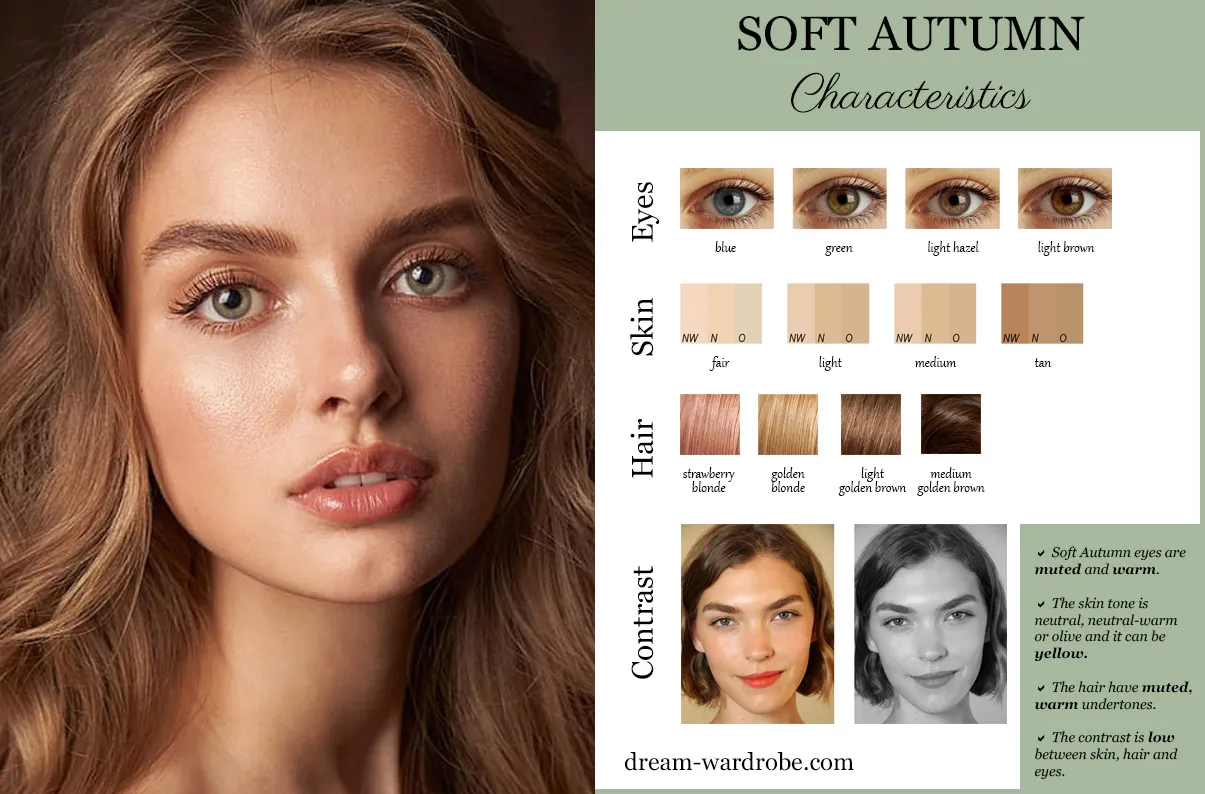 SOFT AUTUMN
Characteristics
Eyes
blue
green
light hazel
light brown
Skin
NW N O
NW N O
NW N O
NW N O
fair
light
medium
tan
Hair
strawberry
blonde
golden
blonde
light
golden brown
medium
golden brown
Contrast
✓ Soft Autumn eyes are
muted and warm.
✓ The skin tone is
neutral, neutral-warm
or olive and it can be
yellow.
✓ The hair have muted,
warm undertones.
✓ The contrast is low
between skin, hair and
eyes.
dream-wardrobe.com